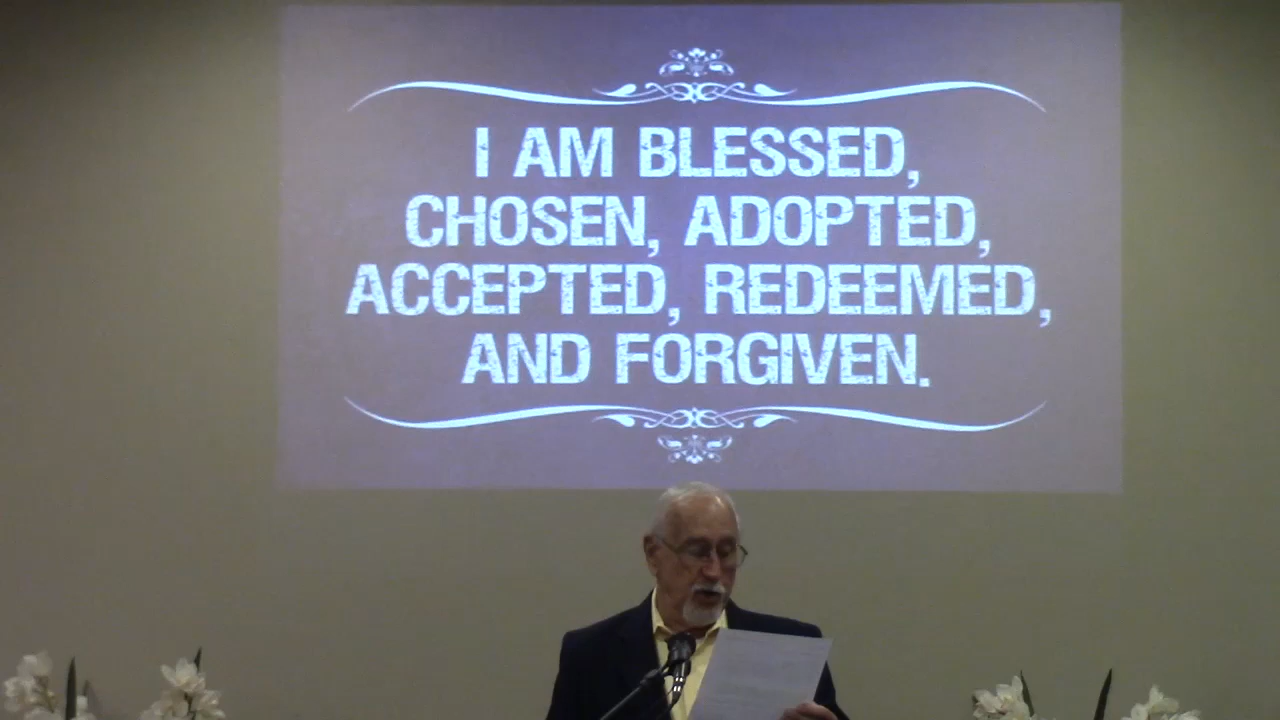 I AM BLESSED,
CHOSEN, ADOPTED,
ACCEPTED, REDEEMED,
AND FORGIVEN.